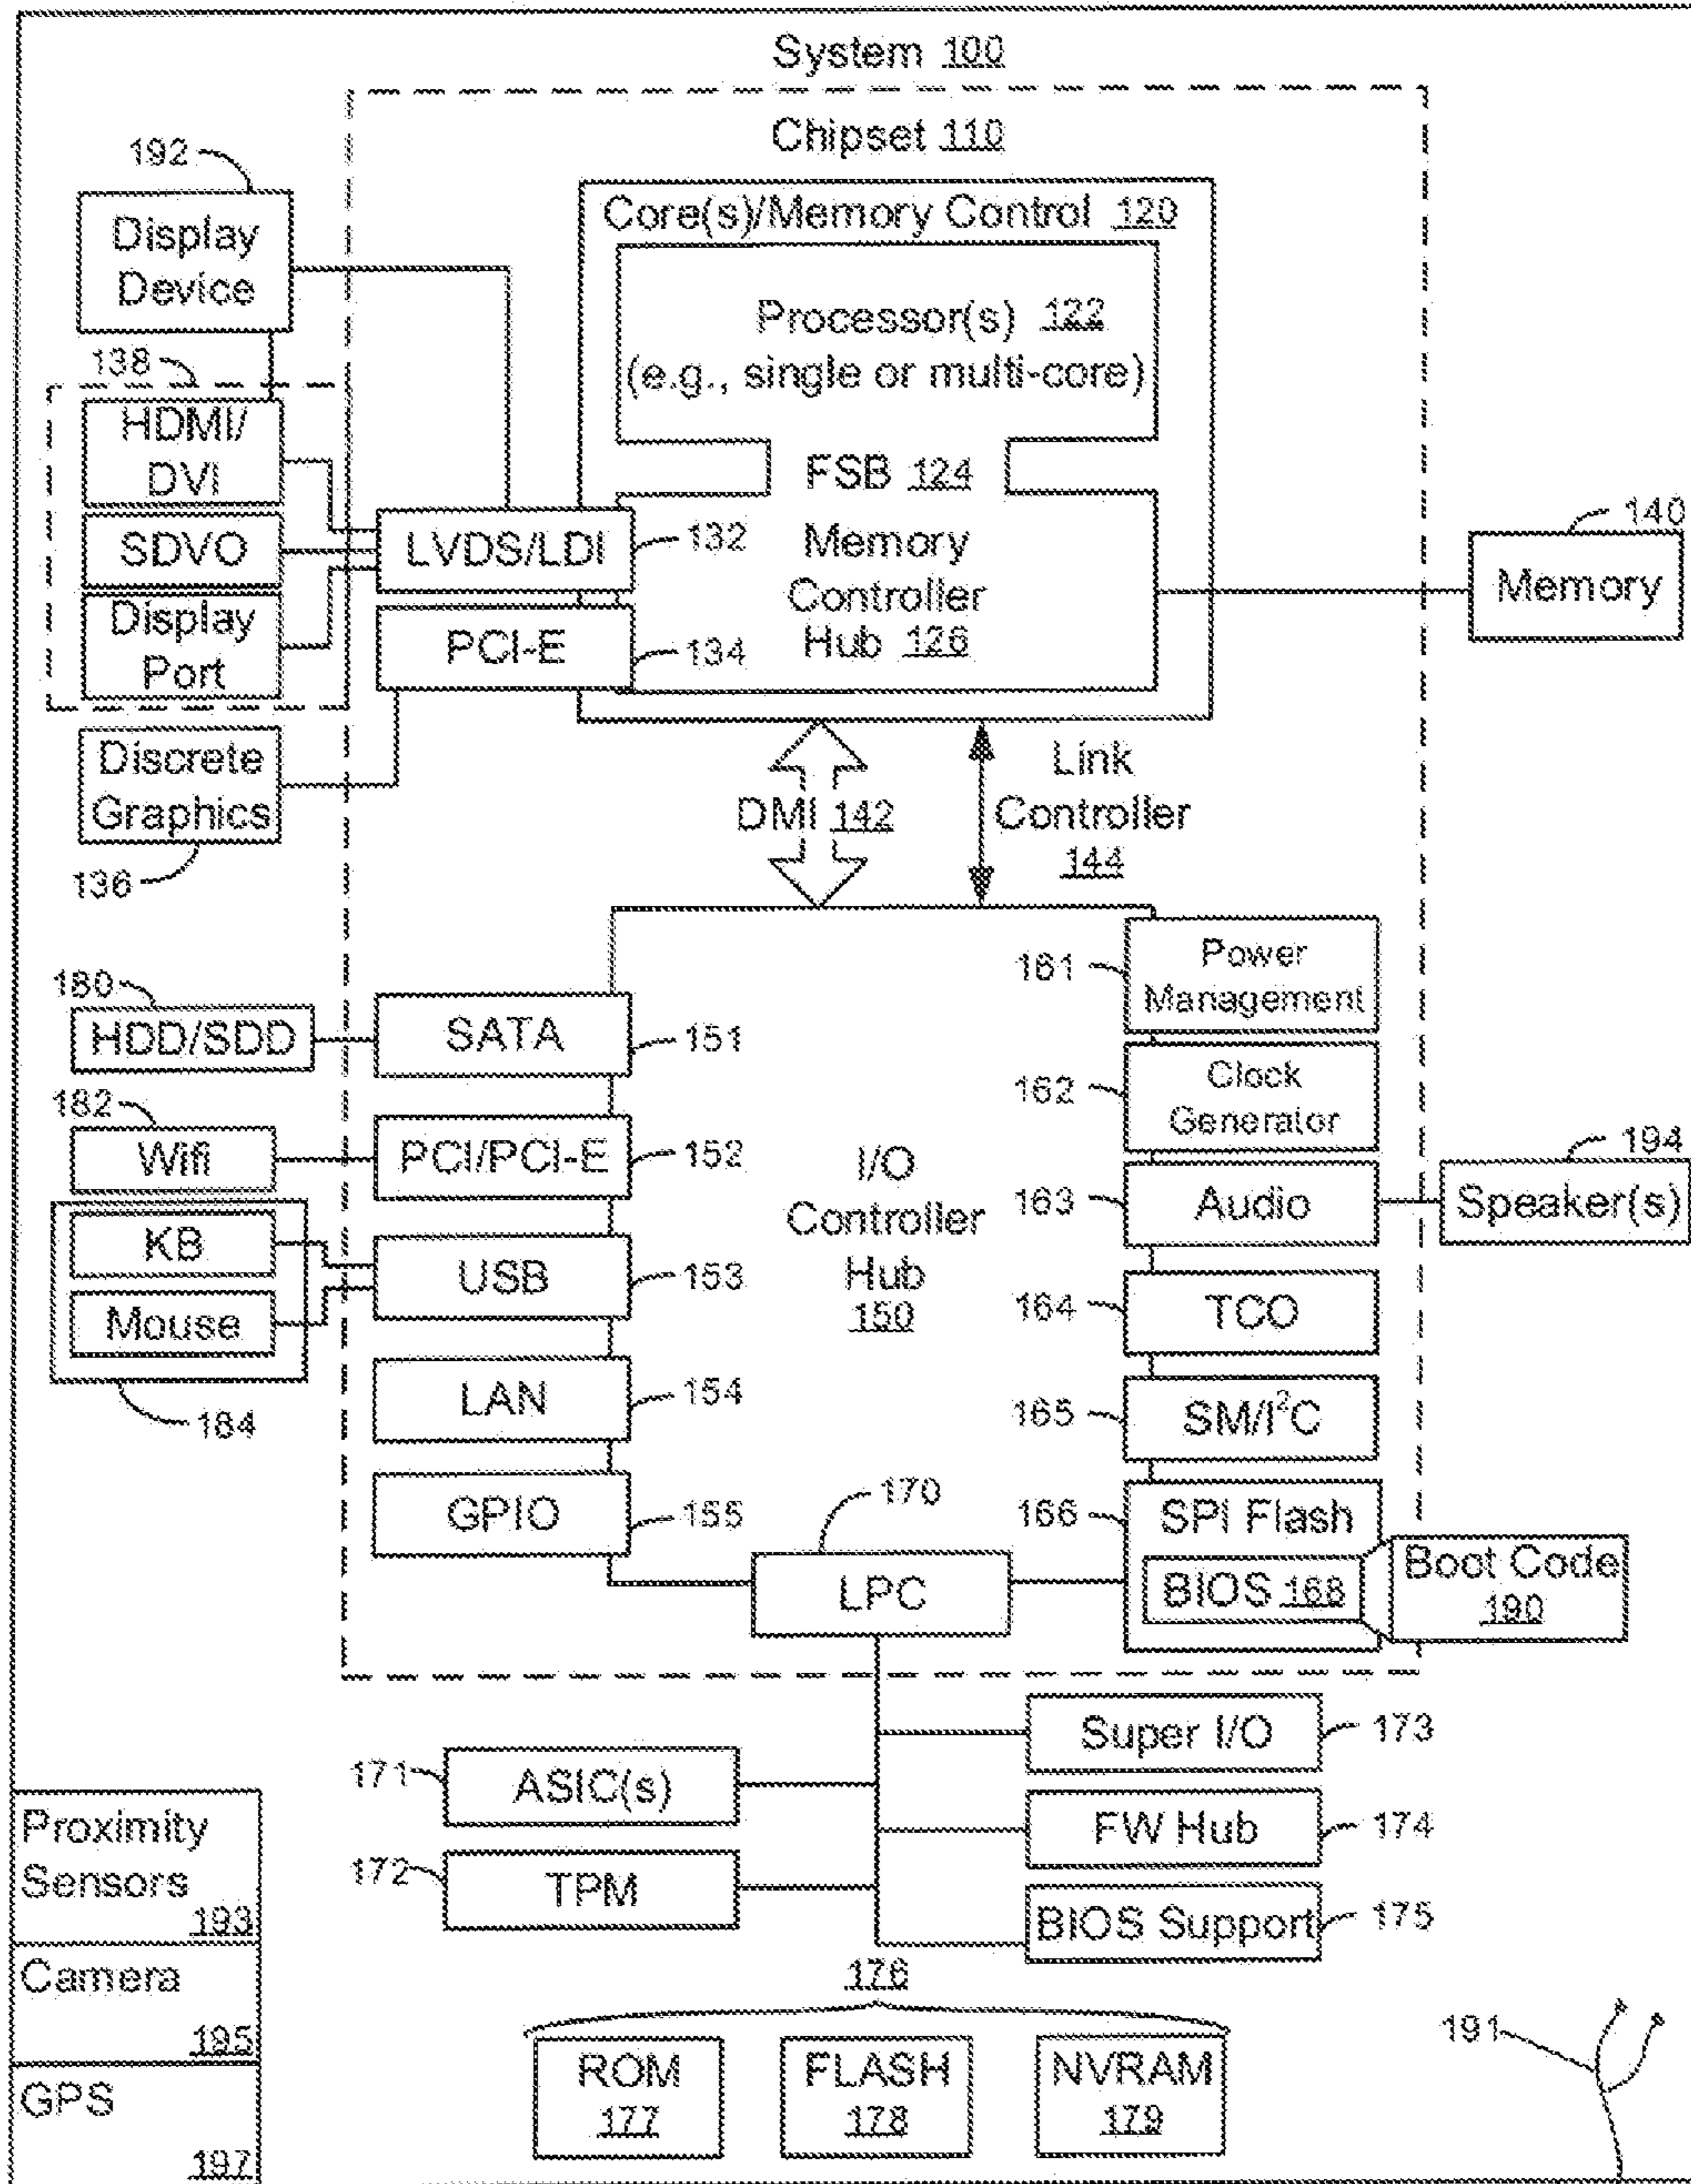 System 100
Chipset 110
192
Display
Device
Core(s)/Memory Control 120
Processor(s) 122
(e.g., single or multi-core)
138
HDMI/
DVI
SDVO
Display
Port
FSB 124
LVDS/LDI
132
PCI-E
134
Memory
Controller
Hub 126
140
Memory
Discrete
Graphics
136
DMI 142
Link
Controller
144
180
HDD/SDD
SATA
151
182
Wifi
PCI/PCI-E
152
KB
Mouse
184
USB
153
LAN
154
GPIO
155
I/O
Controller
Hub
150
161
Power
Management
162
Clock
Generator
163
Audio
194
Speaker(s)
164
TCO
165
SM/I²C
166
SPI Flash
BIOS 168
Boot Code
190
170
LPC
171
ASIC(s)
172
TPM
Super I/O
173
FW Hub
174
BIOS Support
175
176
ROM
177
FLASH
178
NVRAM
179
Proximity
Sensors
193
Camera
195
GPS
197
191